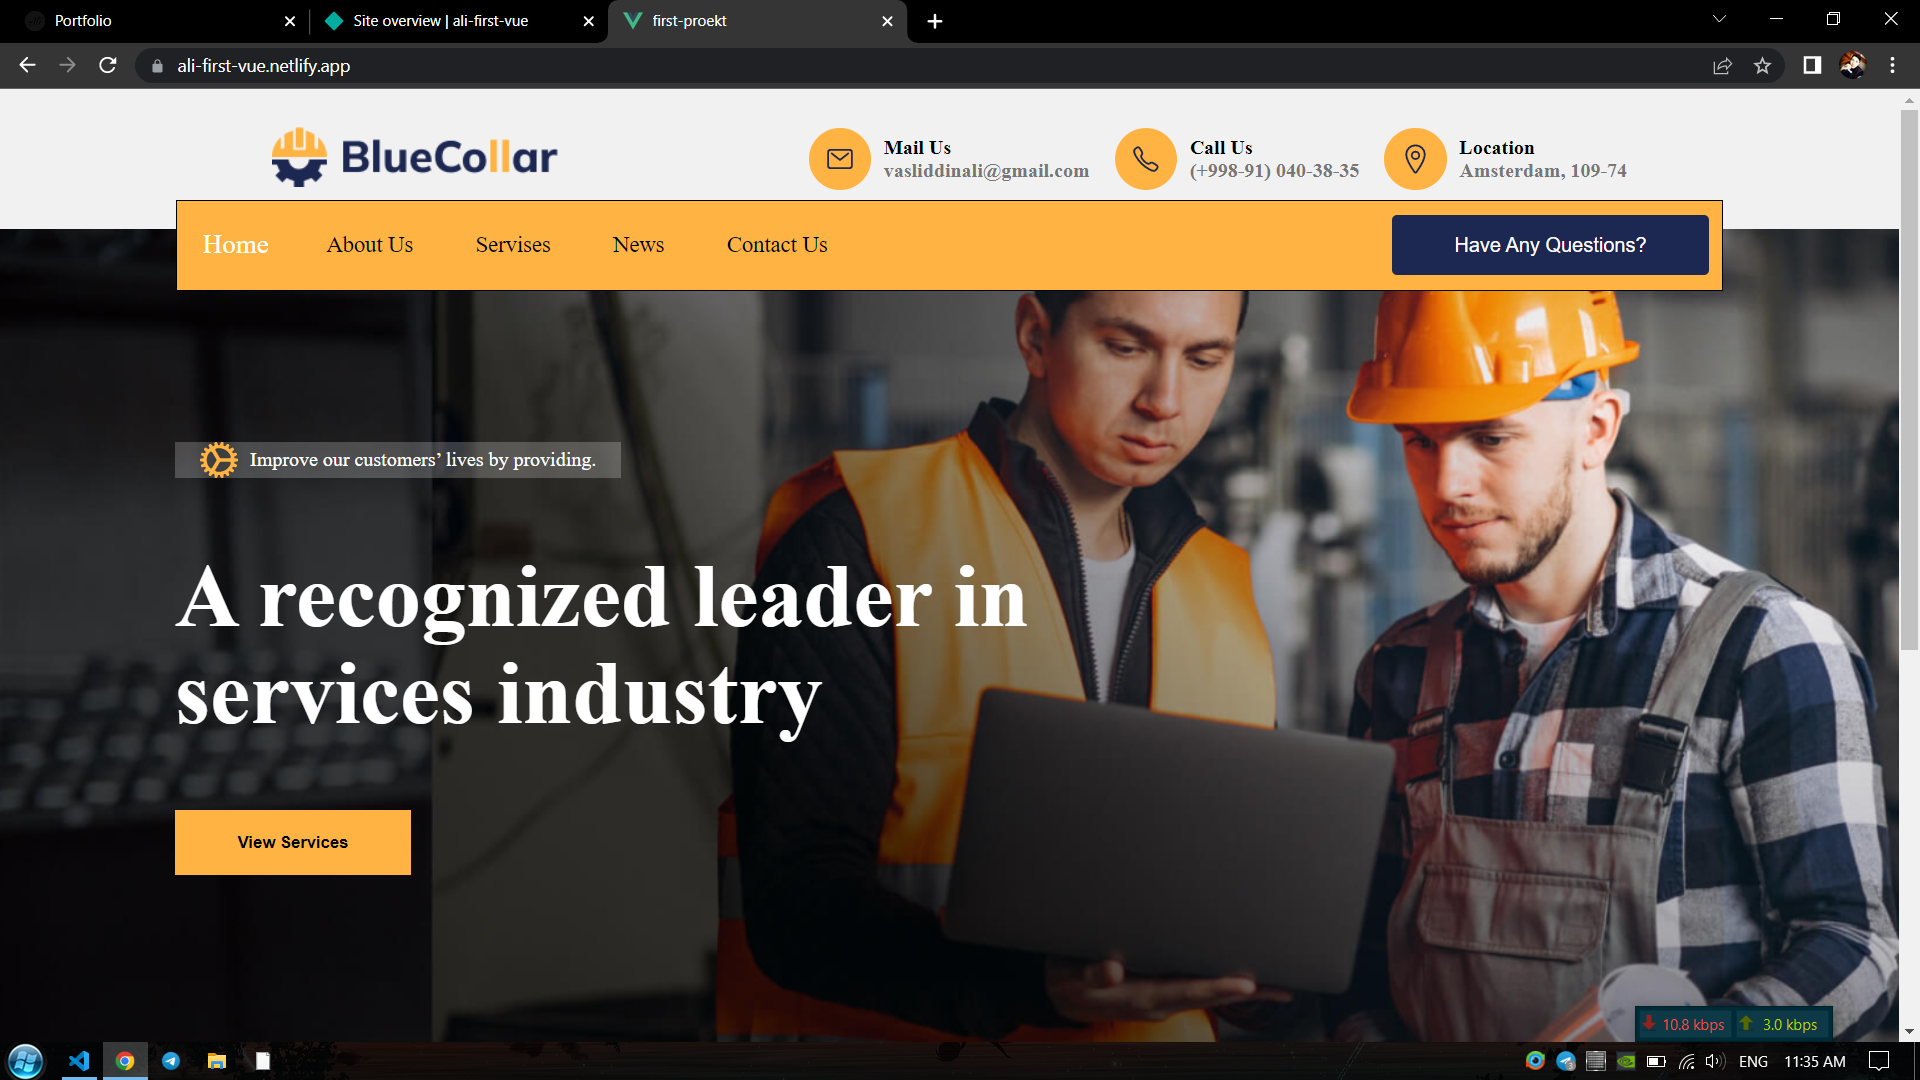 Portfolio
Site overview | ali-first-vue
first-proekt
ali-first-vue.netlify.app
BlueCollar
Mail Us
vasliddinali@gmail.com
Call Us
(+998-91) 040-38-35
Location
Amsterdam, 109-74
Home
About Us
Servises
News
Contact Us
Have Any Questions?
Improve our customers’ lives by providing.
A recognized leader in
services industry
View Services
10.8 kbps
3.0 kbps
ENG
11:35 AM